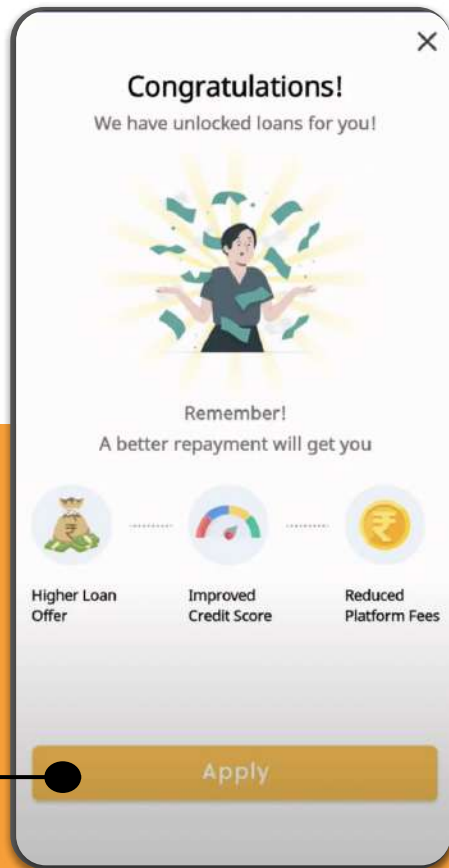 Congratulations!
We have unlocked loans for you!
Remember!
A better repayment will get you
Higher Loan
Offer
Improved
Credit Score
Reduced
Platform Fees
Apply